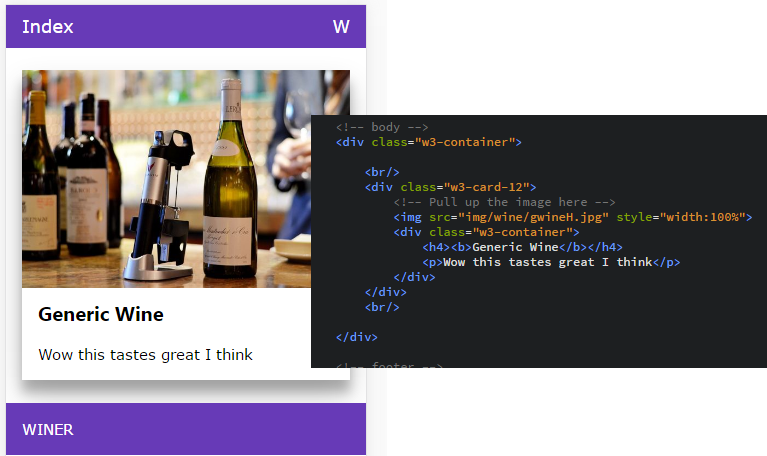 Index W
Generic Wine
Wow this tastes great I think
WINER
<!-- body -->
<div class="w3-container">
<br/>
<div class="w3-card-12">
<!-- Pull up the image here -->
<img src="img/wine/gwineH.jpg" style="width:100%">
<div class="w3-container">
<h4><b>Generic Wine</b></h4>
<p>Wow this tastes great I think</p>
</div>
</div>
<br/>
</div>
<!-- footer -->